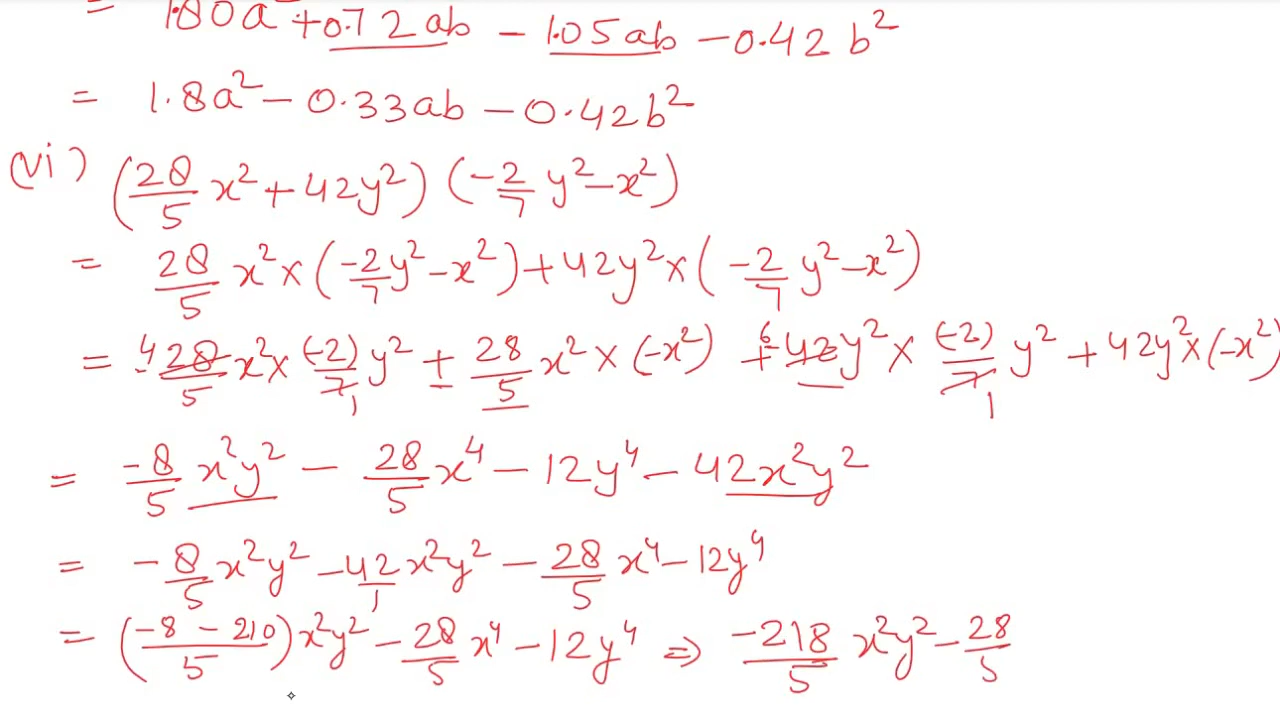 = 1.80a² + 0.72ab - 1.05ab - 0.42b²
= 1.8a² - 0.33ab - 0.42b²
(vi) (28/5 x² + 42y²) (-2/7 y² - x²)
= 28/5 x² × (-2/7 y² - x²) + 42y² × (-2/7 y² - x²)
= 4 28/5 x² × (-2)/7 1 y² + 28/5 x² × (-x²) + 6 42y² × (-2)/7 1 y² + 42y² × (-x²)
= -8/5 x²y² - 28/5 x⁴ - 12y⁴ - 42x²y²
= -8/5 x²y² - 42/1 x²y² - 28/5 x⁴ - 12y⁴
= (-8 - 210/5) x²y² - 28/5 x⁴ - 12y⁴ ⇒ -218/5 x²y² - 28/5